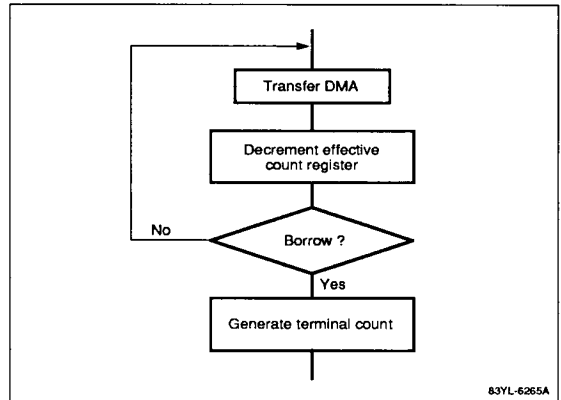 Transfer DMA
Decrement effective
count register
No
Borrow ?
Yes
Generate terminal count
83YL-6265A